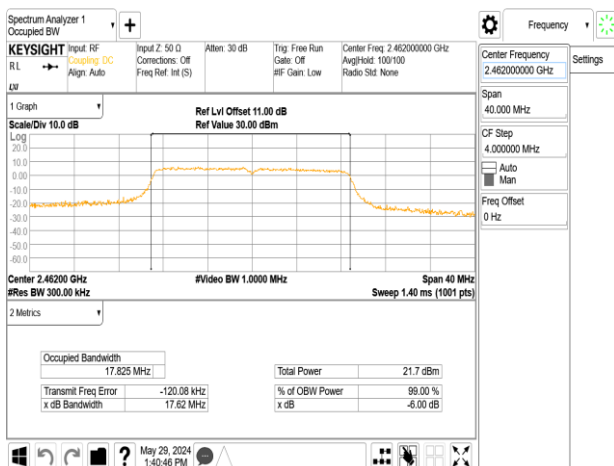 Spectrum Analyzer 1
Occupied BW
+
Frequency
KEYSIGHT
RL
Input: RF
Coupling: DC
Align: Auto
Input Z: 50 Ω
Corrections: Off
Freq Ref: Int (S)
Atten: 30 dB
Trig: Free Run
Gate: Off
#IF Gain: Low
Center Freq: 2.462000000 GHz
Avg|Hold: 100/100
Radio Std: None
Center Frequency
2.462000000 GHz
Settings
Span
40.000 MHz
CF Step
4.000000 MHz
Auto
Man
Freq Offset
0 Hz
1 Graph
Scale/Div 10.0 dB
Ref Lvl Offset 11.00 dB
Ref Value 30.00 dBm
Log
20.0
10.0
0.00
-10.0
-20.0
-30.0
-40.0
-50.0
-60.0
Center 2.46200 GHz
#Video BW 1.0000 MHz
Span 40 MHz
#Res BW 300.00 kHz
Sweep 1.40 ms (1001 pts)
2 Metrics
Occupied Bandwidth
17.825 MHz
Total Power 21.7 dBm
Transmit Freq Error -120.08 kHz
% of OBW Power 99.00 %
x dB Bandwidth 17.62 MHz
x dB -6.00 dB
?
May 29, 2024
1:40:46 PM